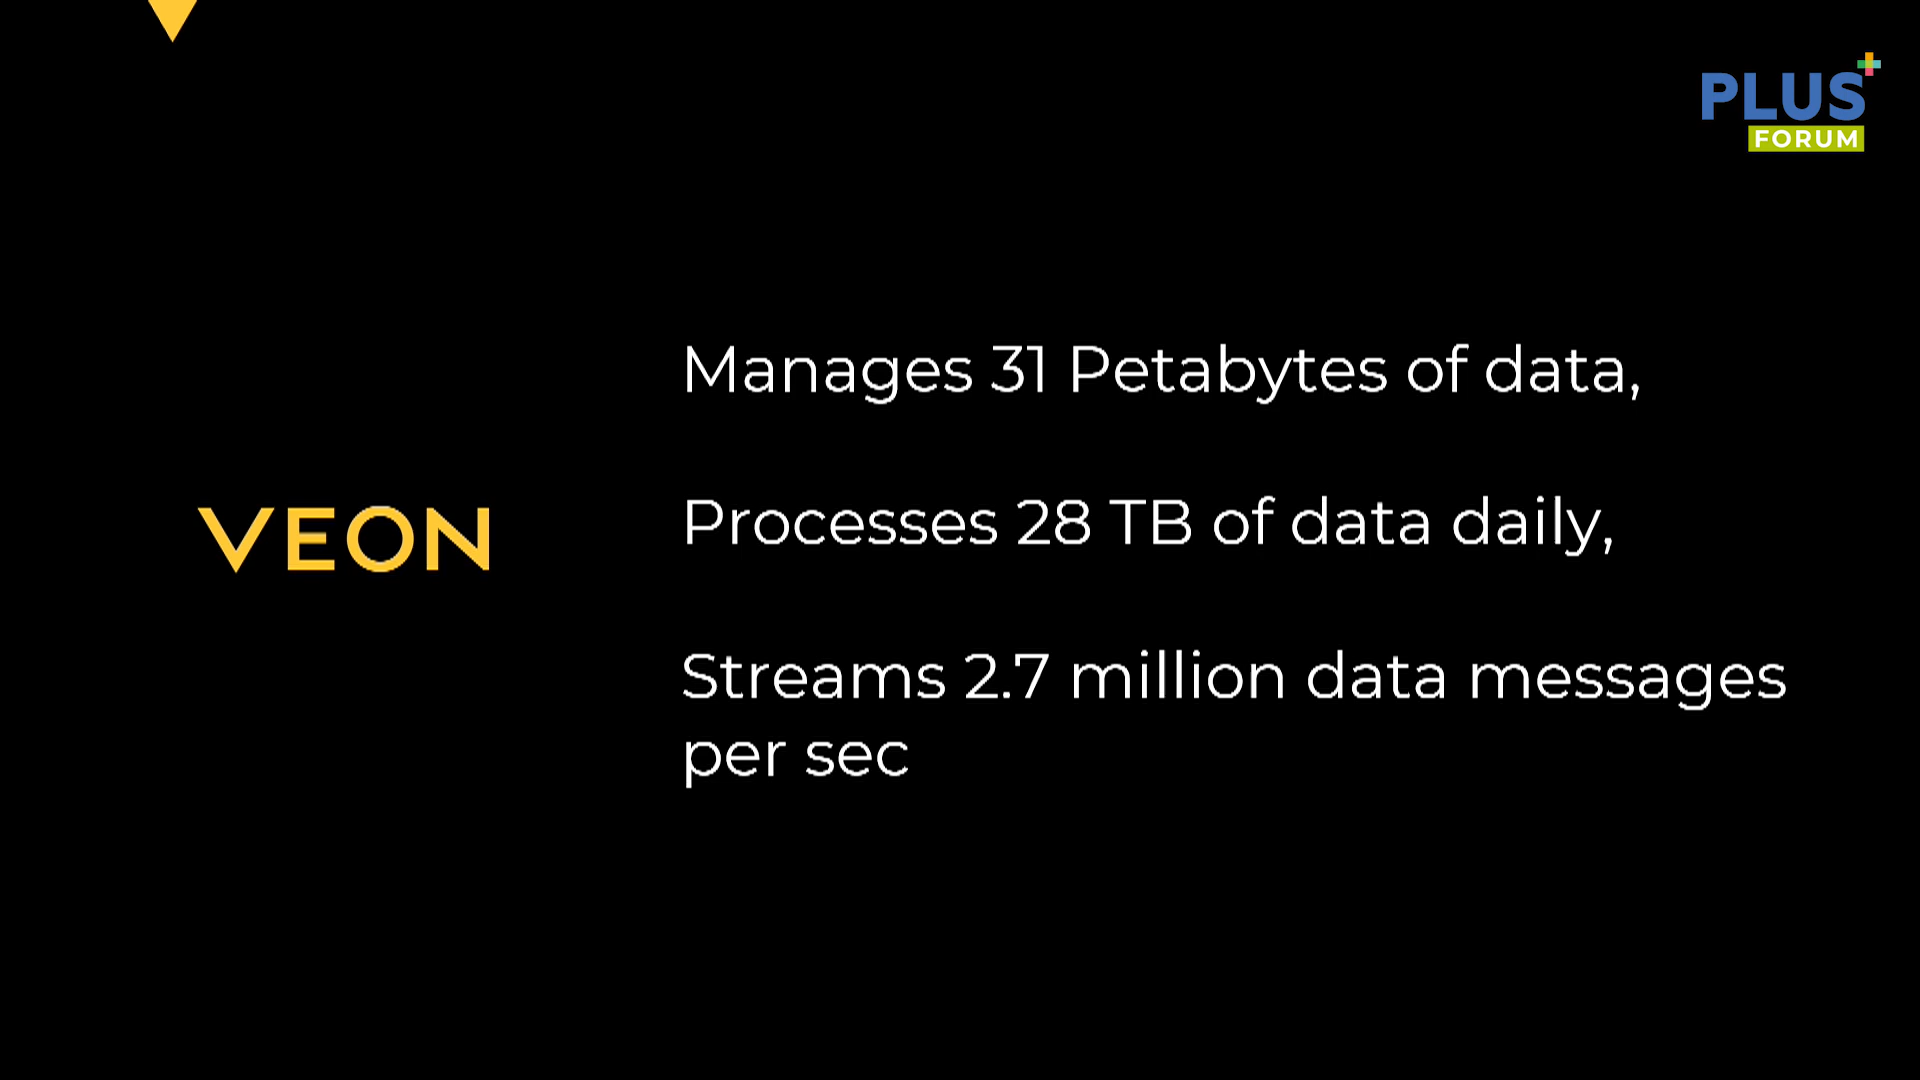 PLUS
FORUM
VEON
Manages 31 Petabytes of data,
Processes 28 TB of data daily,
Streams 2.7 million data messages
per sec